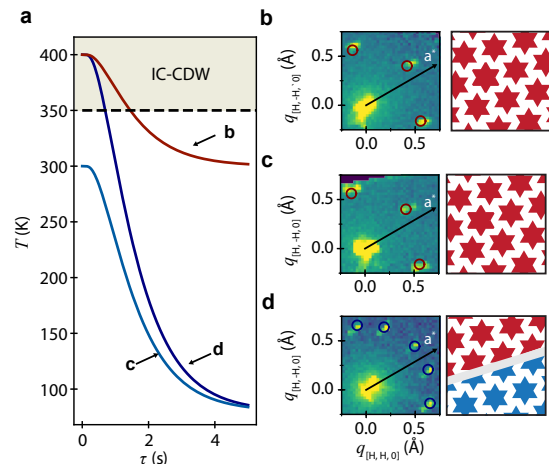 a
400
350
300
250
200
150
100
T (K)
IC-CDW
b
c
d
0
2
4
τ (s)
b
q[H,-H,`0] (Å)
0.5
0.0
a*
0.0
0.5
c
q[H,-H,0] (Å)
0.5
0.0
a*
0.0
0.5
d
q[H,-H,0] (Å)
0.5
0.0
a*
0.0
0.5
q[H,H,0] (Å)